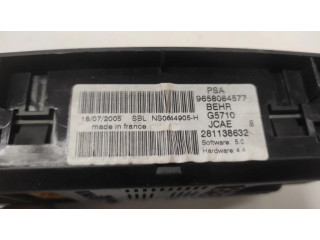 PSA
9658084577
BEHR
G5710
JCAE
281138632
Software: 5.0
Hardware: 4.4
18/07/2005 SBL NS0644905-H
made in france